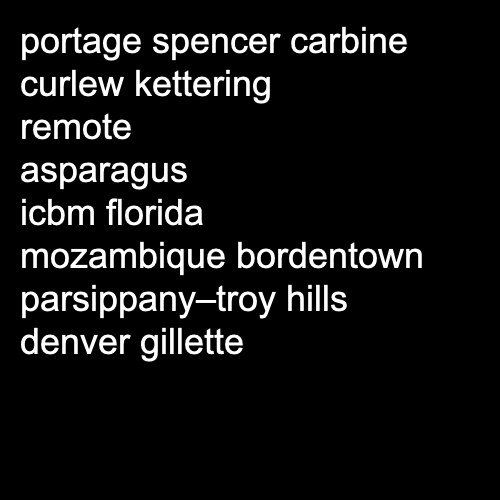 portage spencer carbine
curlew kettering
remote
asparagus
icbm florida
mozambique bordentown
parsippany–troy hills
denver gillette